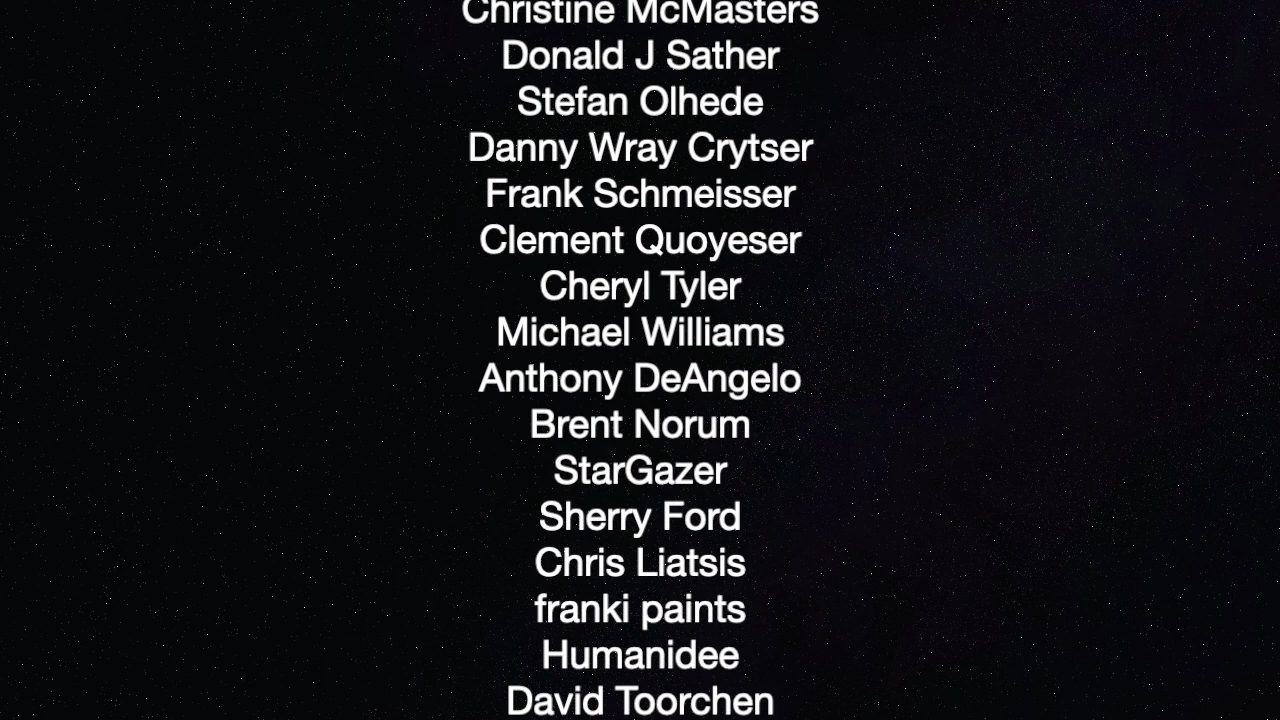 Christine McMasters
Donald J Sather
Stefan Olhede
Danny Wray Crytser
Frank Schmeisser
Clement Quoyeser
Cheryl Tyler
Michael Williams
Anthony DeAngelo
Brent Norum
StarGazer
Sherry Ford
Chris Liatsis
franki paints
Humanidee
David Toorchen